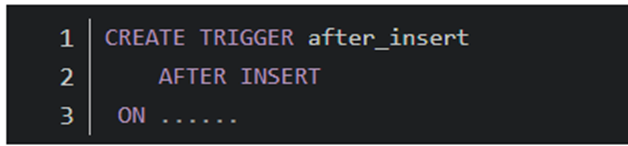 1 CREATE TRIGGER after_insert
2 AFTER INSERT
3 ON ......